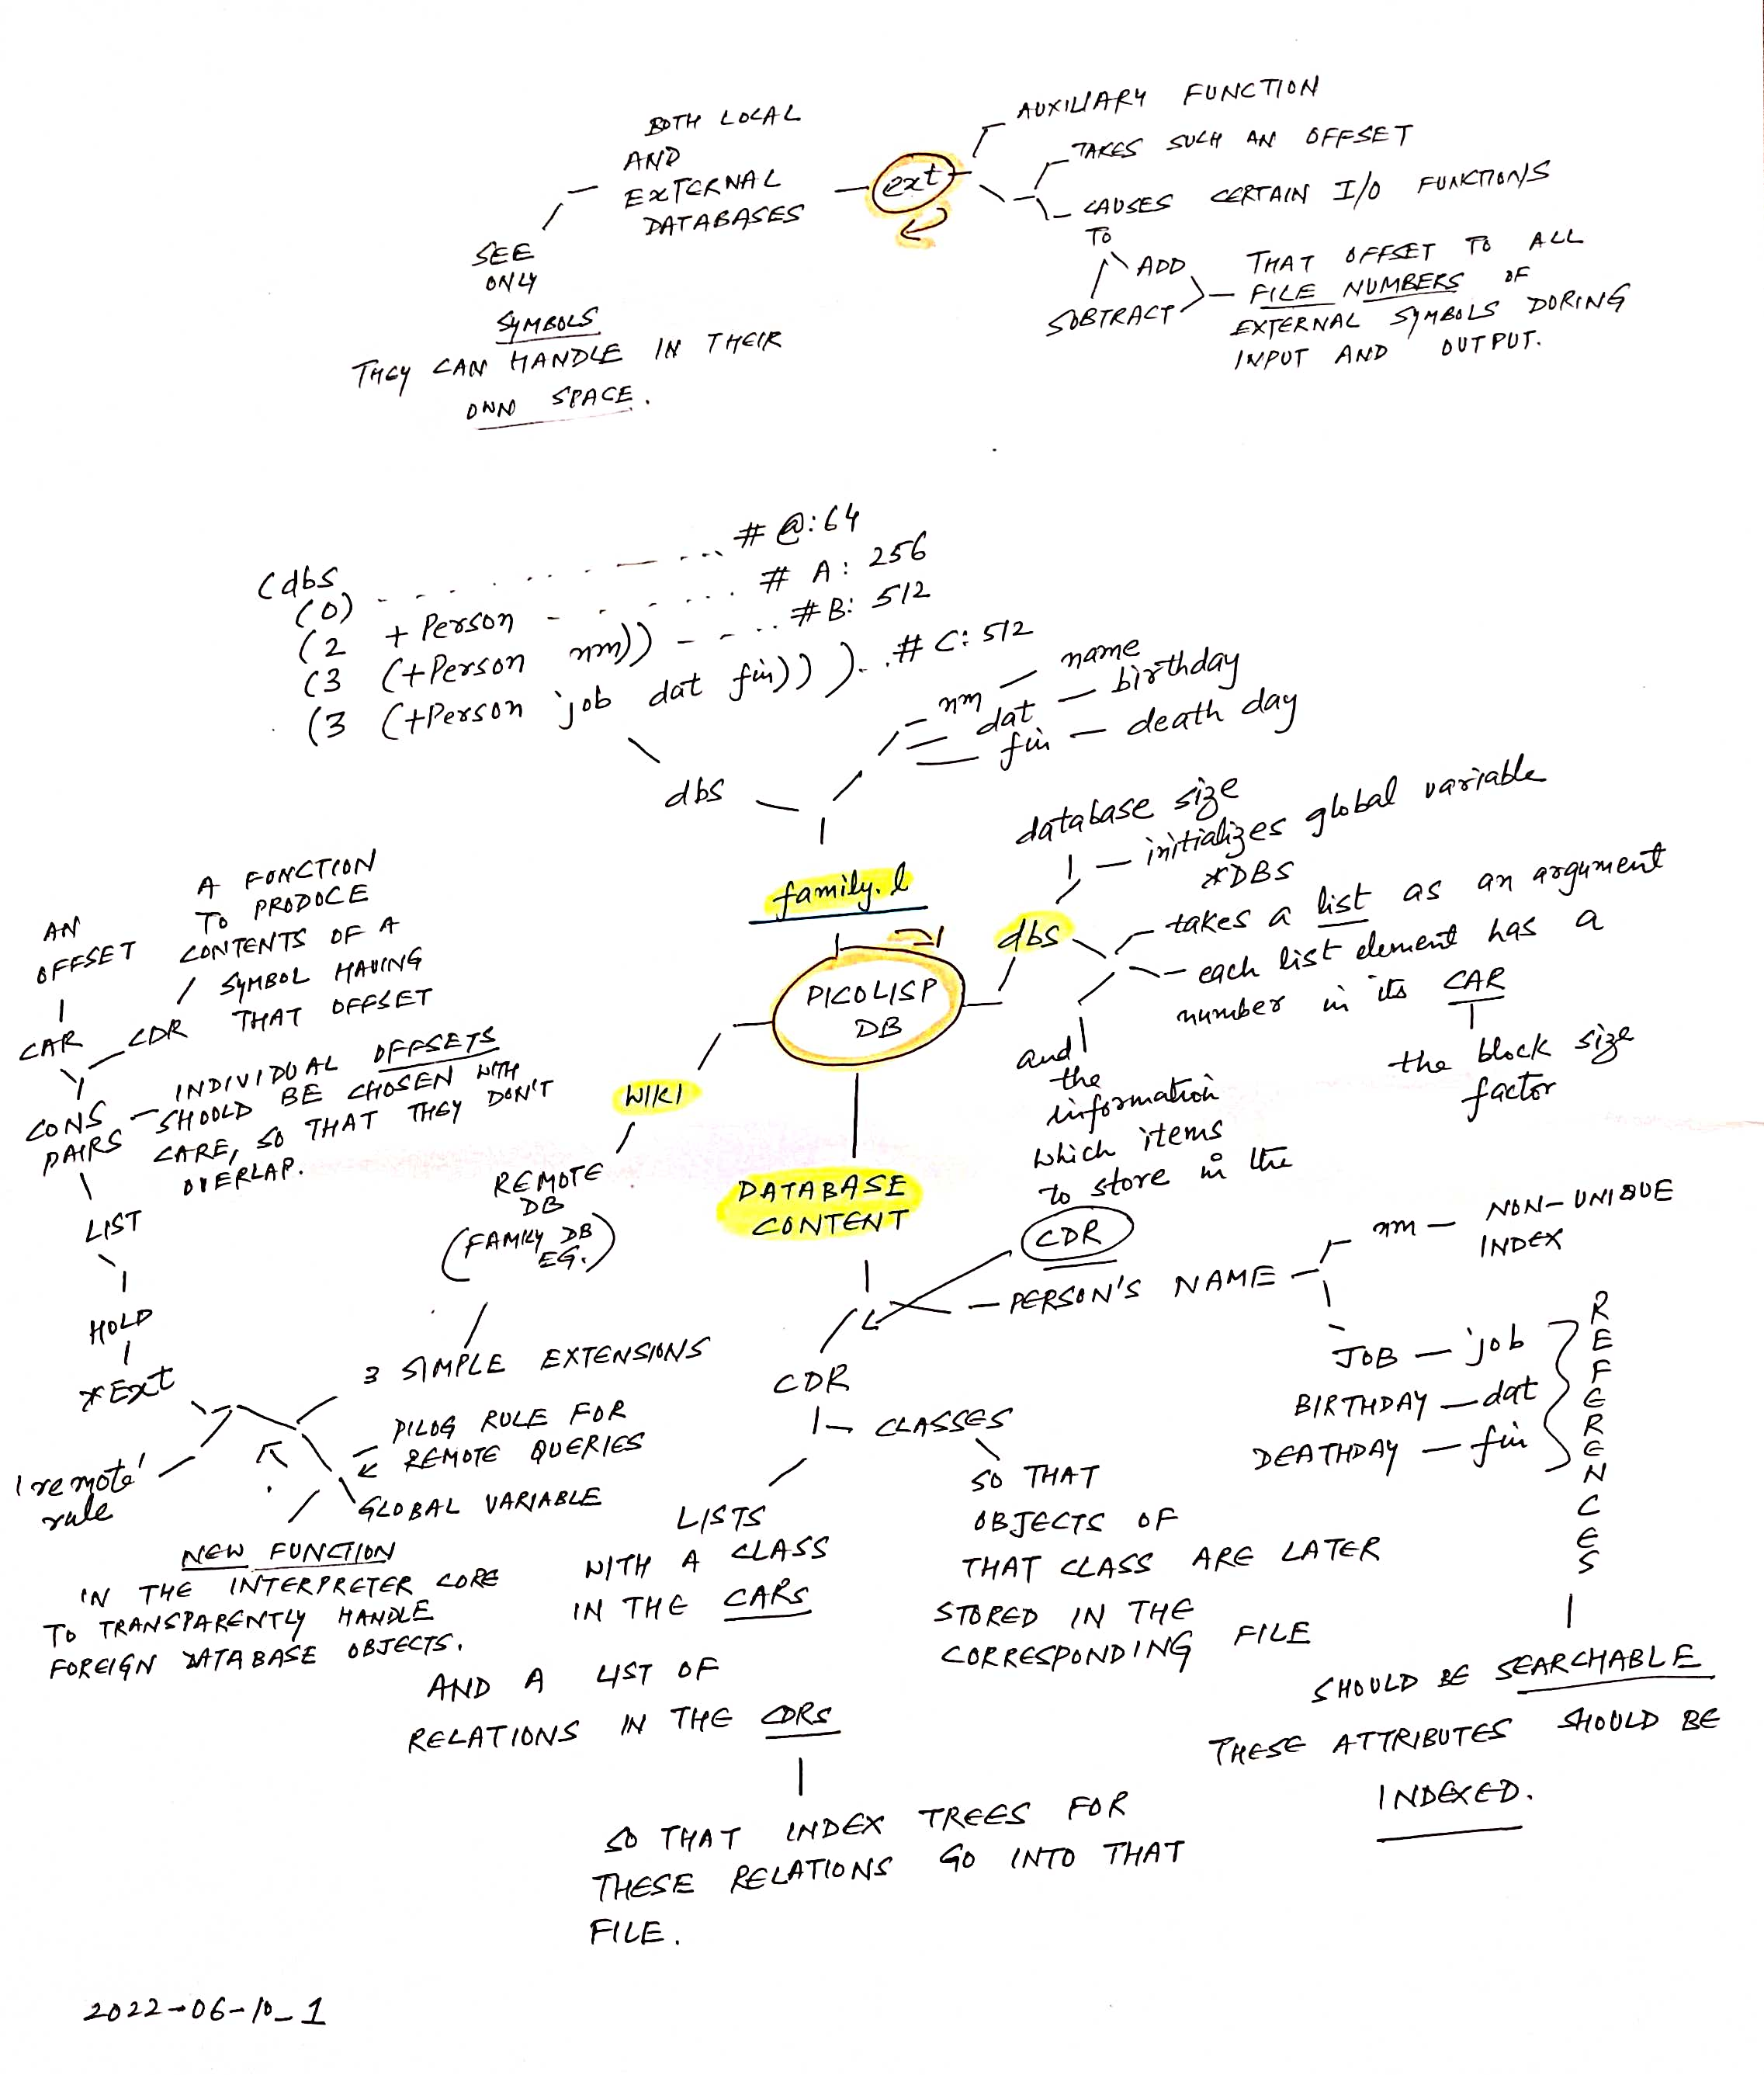 BOTH LOCAL
AND
EXTERNAL
DATABASES
SEE
ONLY
SYMBOLS
THEY CAN HANDLE IN THEIR
OWN SPACE.
ext
AUXILIARY FUNCTION
TAKES SUCH AN OFFSET
CAUSES CERTAIN I/O FUNCTIONS
TO
ADD
SUBTRACT
THAT OFFSET TO ALL
FILE NUMBERS OF
EXTERNAL SYMBOLS DURING
INPUT AND OUTPUT.
(dbs
(0) # @:64
(2 +Person # A: 256
(3 (+Person nm)) #B: 512
(3 (+Person job dat fin))) # C: 512
dbs
nm — name
dat — birthday
fin — death day
family.l
PICOLISP
DB
dbs
database size
initializes global variable
*DBS
takes a list as an argument
each list element has a
number in its CAR
the block size
factor
and
the
information
which items
to store in the
CDR
WIKI
REMOTE
DB
(FAMILY DB
EG.)
3 SIMPLE EXTENSIONS
PILOG RULE FOR
REMOTE QUERIES
GLOBAL VARIABLE
NEW FUNCTION
IN THE INTERPRETER CORE
TO TRANSPARENTLY HANDLE
FOREIGN DATABASE OBJECTS.
'remote'
rule
*Ext
HOLD
LIST
CONS
PAIRS
INDIVIDUAL OFFSETS
SHOULD BE CHOSEN WITH
CARE, SO THAT THEY DON'T
OVERLAP.
CAR
AN
OFFSET
CDR
A FUNCTION
TO PRODUCE
CONTENTS OF A
SYMBOL HAVING
THAT OFFSET
DATABASE
CONTENT
PERSON'S NAME
nm — NON-UNIQUE
INDEX
JOB — job
BIRTHDAY — dat
DEATHDAY — fin
REFERENCES
SHOULD BE SEARCHABLE
THESE ATTRIBUTES SHOULD BE
INDEXED.
CDR
CLASSES
SO THAT
OBJECTS OF
THAT CLASS ARE LATER
STORED IN THE
CORRESPONDING FILE
LISTS
WITH A CLASS
IN THE CARs
AND A LIST OF
RELATIONS IN THE CDRs
SO THAT INDEX TREES FOR
THESE RELATIONS GO INTO THAT
FILE.
2022-06-10_1